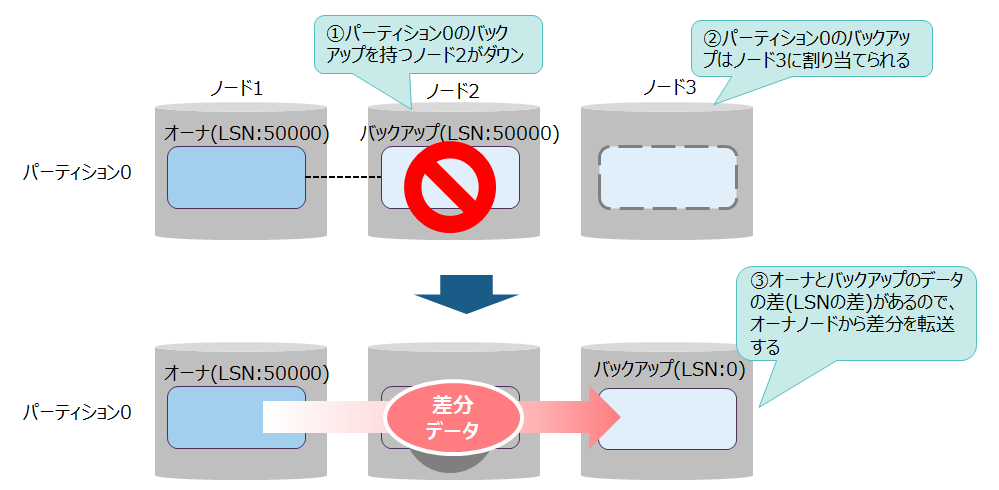 ①パーティション0のバック
アップを持つノード2がダウン
②パーティション0のバックアッ
プはノード3に割り当てられる
ノード1
ノード2
ノード3
オーナ(LSN:50000)
バックアップ(LSN:50000)
パーティション0
③オーナとバックアップのデータ
の差(LSNの差)があるので、
オーナノードから差分を転送
する
オーナ(LSN:50000)
バックアップ(LSN:0)
パーティション0
差分
データ